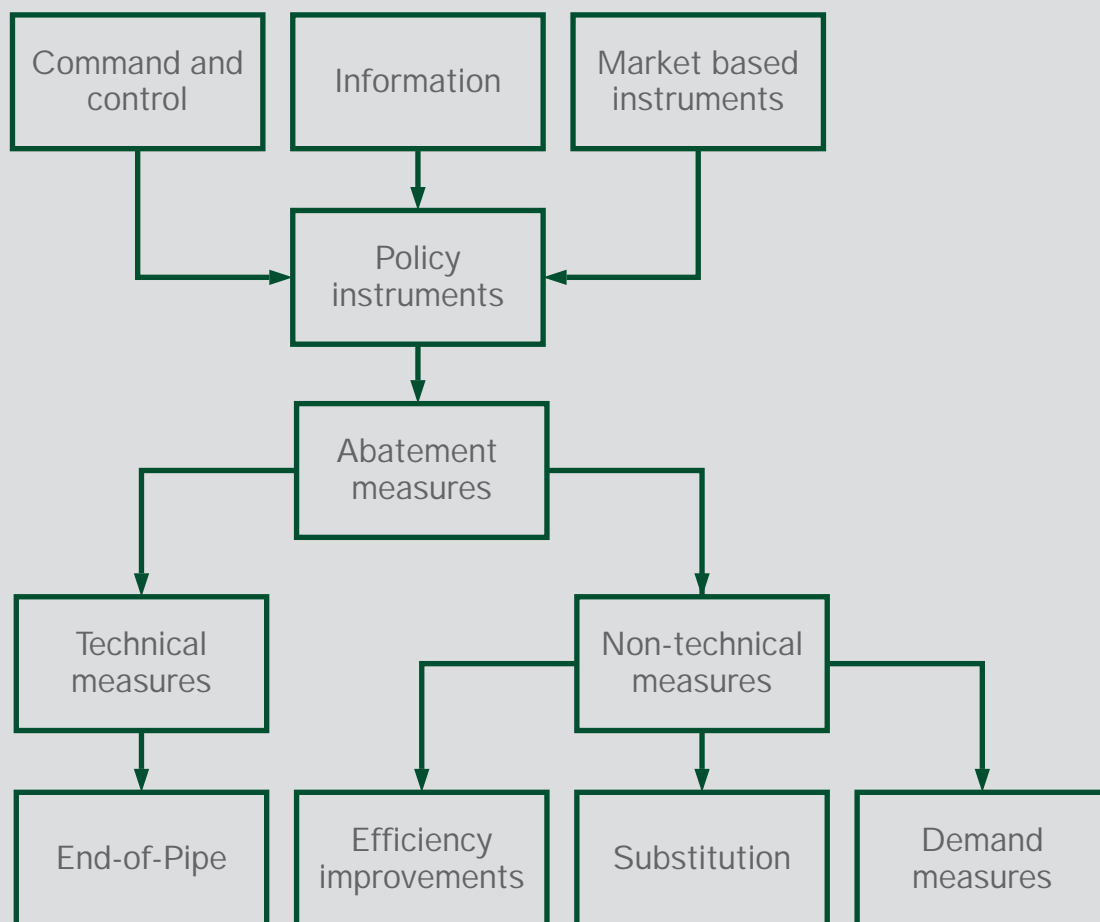 Command and
control
Information
Market based
instruments
Policy
instruments
Abatement
measures
Technical
measures
Non-technical
measures
End-of-Pipe
Efficiency
improvements
Substitution
Demand
measures